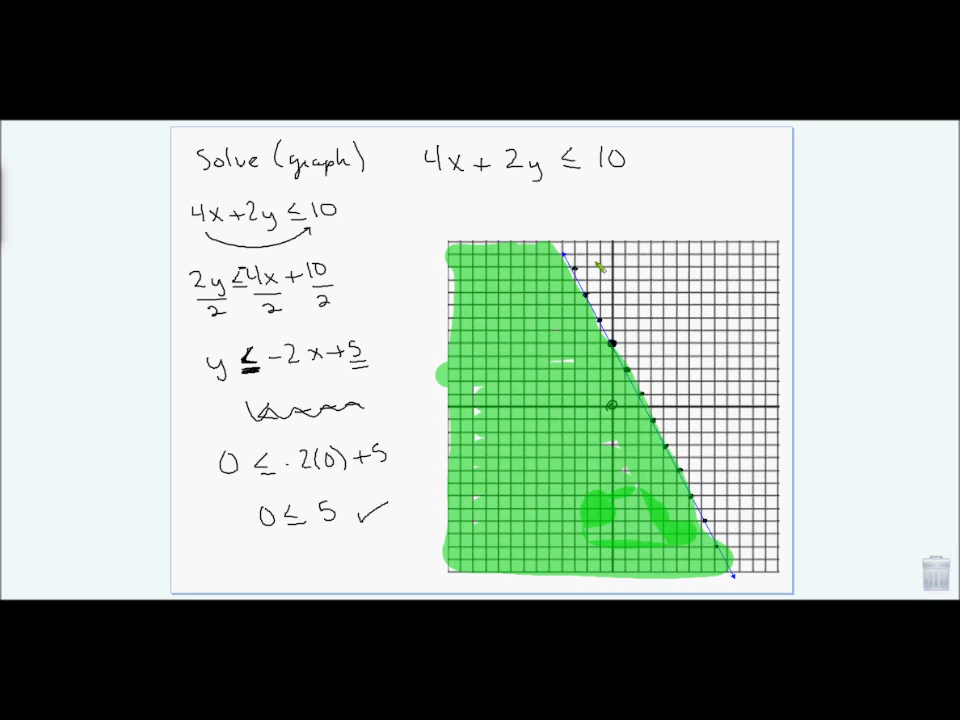 Solve (graph) 4x + 2y ≤ 10
4x + 2y ≤ 10
2y ≤ -4x + 10
2 2 2
y ≤ -2x + 5
0 ≤ -2(0) + 5
0 ≤ 5 ✓